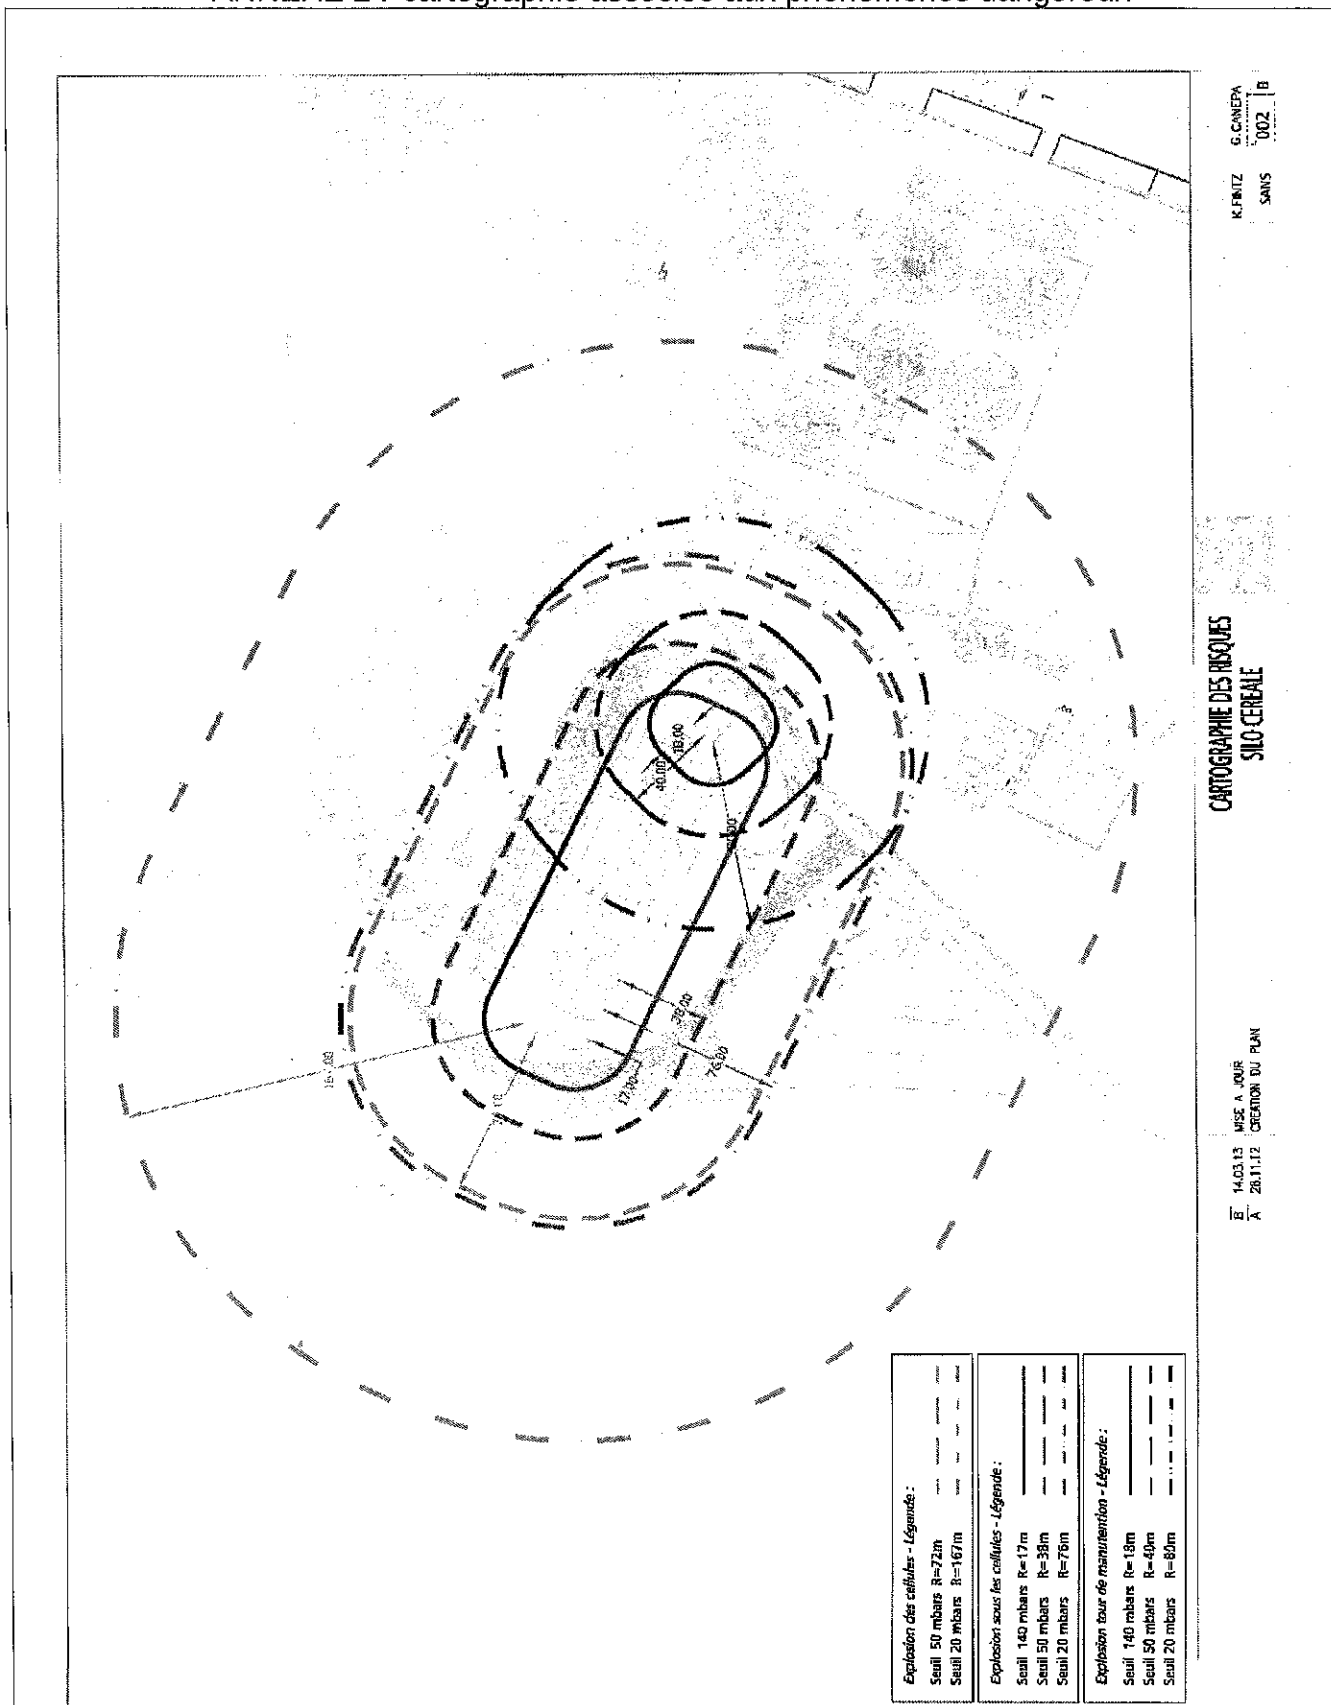 cartographie associée aux phénomènes dangereux
G.CANEPA
002 B
K.FINTZ
SANS
CARTOGRAPHIE DES RISQUES
SILO CEREALE
B 14.03.13 MISE A JOUR
A 28.11.12 CREATION DU PLAN
18.00
40.00
38.00
76.00
17.00
3
Explosion des cellules - Légende :
Seuil 50 mbars R=72m
Seuil 20 mbars R=167m
Explosion sous les cellules - Légende :
Seuil 140 mbars R=17m
Seuil 50 mbars R=38m
Seuil 20 mbars R=76m
Explosion tour de manutention - Légende :
Seuil 140 mbars R=18m
Seuil 50 mbars R=40m
Seuil 20 mbars R=80m